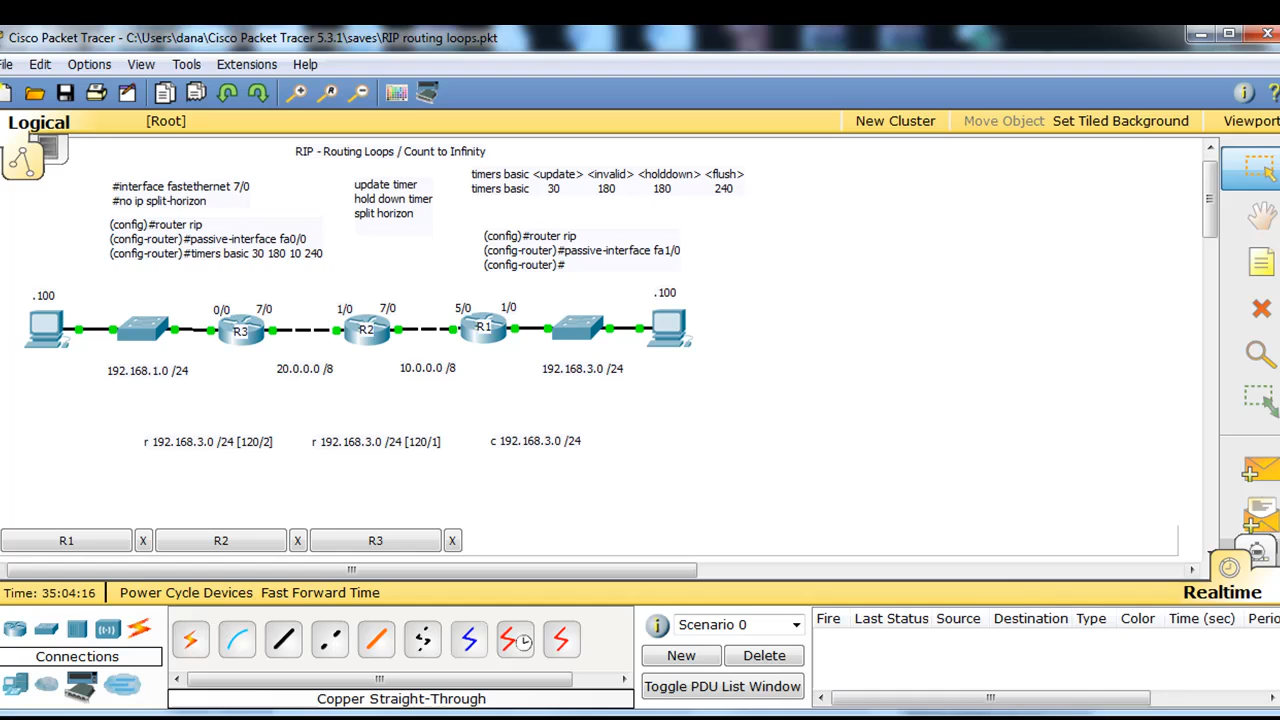 Cisco Packet Tracer - C:\Users\dana\Cisco Packet Tracer 5.3.1\saves\RIP routing loops.pkt
File Edit Options View Tools Extensions Help
Logical [Root] New Cluster Move Object Set Tiled Background Viewport
RIP - Routing Loops / Count to Infinity
timers basic <update> <invalid> <holddown> <flush>
timers basic 30 180 180 240
#interface fastethernet 7/0
#no ip split-horizon
update timer
hold down timer
split horizon
(config)#router rip
(config-router)#passive-interface fa0/0
(config-router)#timers basic 30 180 10 240
(config)#router rip
(config-router)#passive-interface fa1/0
(config-router)#
.100 0/0 7/0 1/0 7/0 5/0 1/0 .100
R3 R2 R1
192.168.1.0 /24 20.0.0.0 /8 10.0.0.0 /8 192.168.3.0 /24
r 192.168.3.0 /24 [120/2] r 192.168.3.0 /24 [120/1] c 192.168.3.0 /24
R1 X R2 X R3 X
Time: 35:04:16 Power Cycle Devices Fast Forward Time Realtime
Connections
Copper Straight-Through
Scenario 0
New Delete
Toggle PDU List Window
Fire Last Status Source Destination Type Color Time (sec) Perio